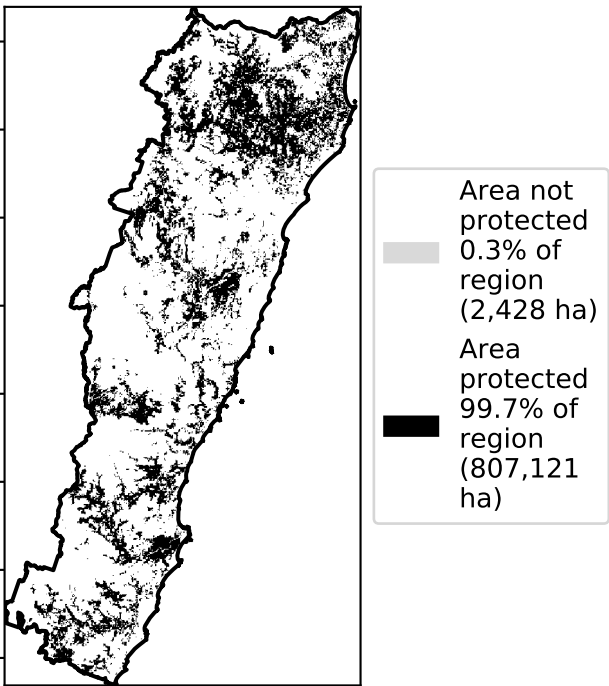 Area not
protected
0.3% of
region
(2,428 ha)
Area
protected
99.7% of
region
(807,121
ha)